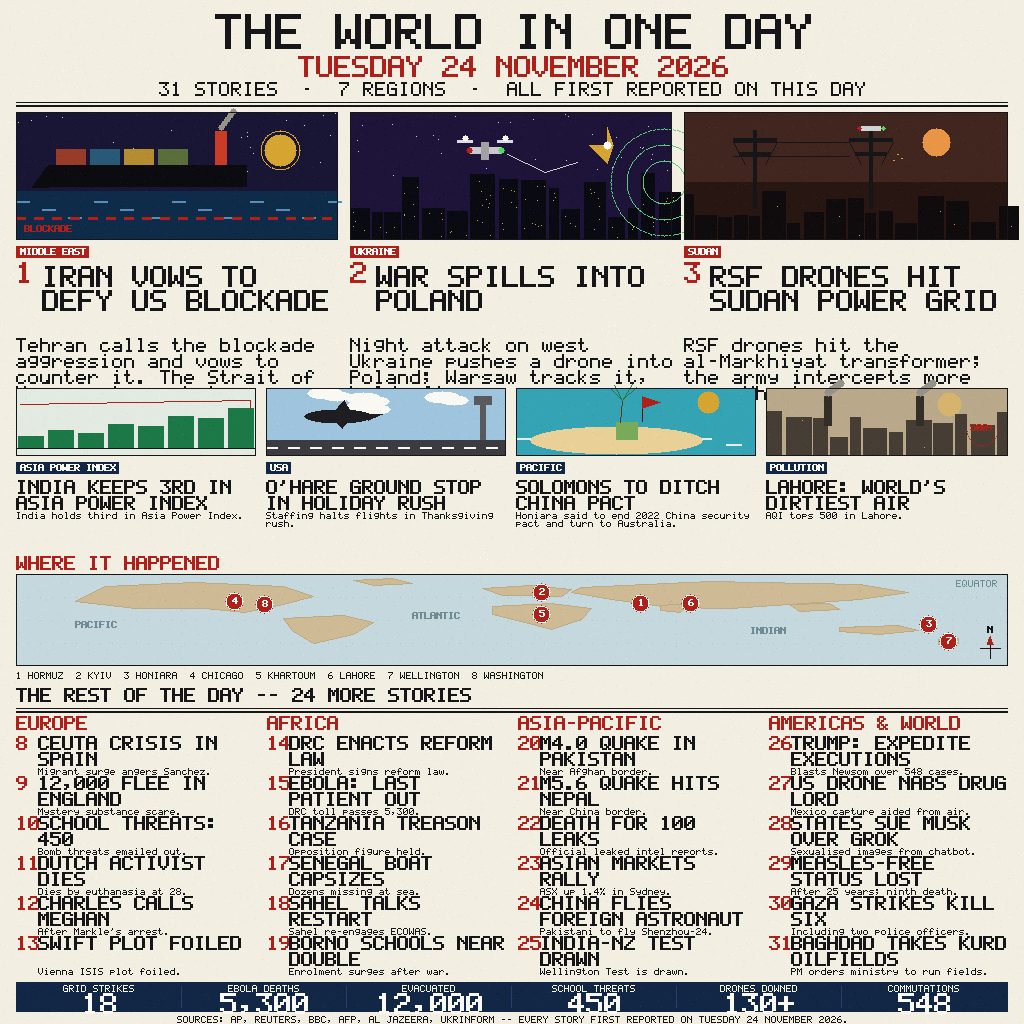 THE WORLD IN ONE DAY
TUESDAY 24 NOVEMBER 2026
31 STORIES - 7 REGIONS - ALL FIRST REPORTED ON THIS DAY
BLOCKADE
MIDDLE EAST
1 IRAN VOWS TO
DEFY US BLOCKADE
Tehran calls the blockade
aggression and vows to
counter it. The Strait of
UKRAINE
2 WAR SPILLS INTO
POLAND
Night attack on west
Ukraine pushes a drone into
Poland; Warsaw tracks it,
SUDAN
3 RSF DRONES HIT
SUDAN POWER GRID
RSF drones hit the
al-Markhiyat transformer;
the army intercepts more
ASIA POWER INDEX
INDIA KEEPS 3RD IN
ASIA POWER INDEX
India holds third in Asia Power Index.
USA
O'HARE GROUND STOP
IN HOLIDAY RUSH
Staffing halts flights in Thanksgiving
rush.
PACIFIC
SOLOMONS TO DITCH
CHINA PACT
Honiara said to end 2022 China security
pact and turn to Australia.
500+
POLLUTION
LAHORE: WORLD'S
DIRTIEST AIR
AQI tops 500 in Lahore.
WHERE IT HAPPENED
EQUATOR
PACIFIC
ATLANTIC
INDIAN
N
4
8
2
5
1
6
3
7
1 HORMUZ 2 KYIV 3 HONIARA 4 CHICAGO 5 KHARTOUM 6 LAHORE 7 WELLINGTON 8 WASHINGTON
THE REST OF THE DAY -- 24 MORE STORIES
EUROPE
8 CEUTA CRISIS IN
SPAIN
Migrant surge angers Sanchez.
9 12,000 FLEE IN
ENGLAND
Mystery substance scare.
10 SCHOOL THREATS:
450
Bomb threats emailed out.
11 DUTCH ACTIVIST
DIES
Dies by euthanasia at 28.
12 CHARLES CALLS
MEGHAN
After Markle's arrest.
13 SWIFT PLOT FOILED
Vienna ISIS plot foiled.
AFRICA
14 DRC ENACTS REFORM
LAW
President signs reform law.
15 EBOLA: LAST
PATIENT OUT
DRC toll passes 5,300.
16 TANZANIA TREASON
CASE
Opposition figure held.
17 SENEGAL BOAT
CAPSIZES
Dozens missing at sea.
18 SAHEL TALKS
RESTART
Sahel re-engages ECOWAS.
19 BORNO SCHOOLS NEAR
DOUBLE
Enrolment surges after war.
ASIA-PACIFIC
20 M4.0 QUAKE IN
PAKISTAN
Near Afghan border.
21 M5.6 QUAKE HITS
NEPAL
Near China border.
22 DEATH FOR 100
LEAKS
Official leaked intel reports.
23 ASIAN MARKETS
RALLY
ASX up 1.4% in Sydney.
24 CHINA FLIES
FOREIGN ASTRONAUT
Pakistani to fly Shenzhou-24.
25 INDIA-NZ TEST
DRAWN
Wellington Test is drawn.
AMERICAS & WORLD
26 TRUMP: EXPEDITE
EXECUTIONS
Blasts Newsom over 548 cases.
27 US DRONE NABS DRUG
LORD
Mexico capture aided from air.
28 STATES SUE MUSK
OVER GROK
Sexualised images from chatbot.
29 MEASLES-FREE
STATUS LOST
After 25 years; ninth death.
30 GAZA STRIKES KILL
SIX
Including two police officers.
31 BAGHDAD TAKES KURD
OILFIELDS
PM orders ministry to run fields.
GRID STRIKES
18
EBOLA DEATHS
5,300
EVACUATED
12,000
SCHOOL THREATS
450
DRONES DOWNED
130+
COMMUTATIONS
548
SOURCES: AP, REUTERS, BBC, AFP, AL JAZEERA, UKRINFORM -- EVERY STORY FIRST REPORTED ON TUESDAY 24 NOVEMBER 2026.